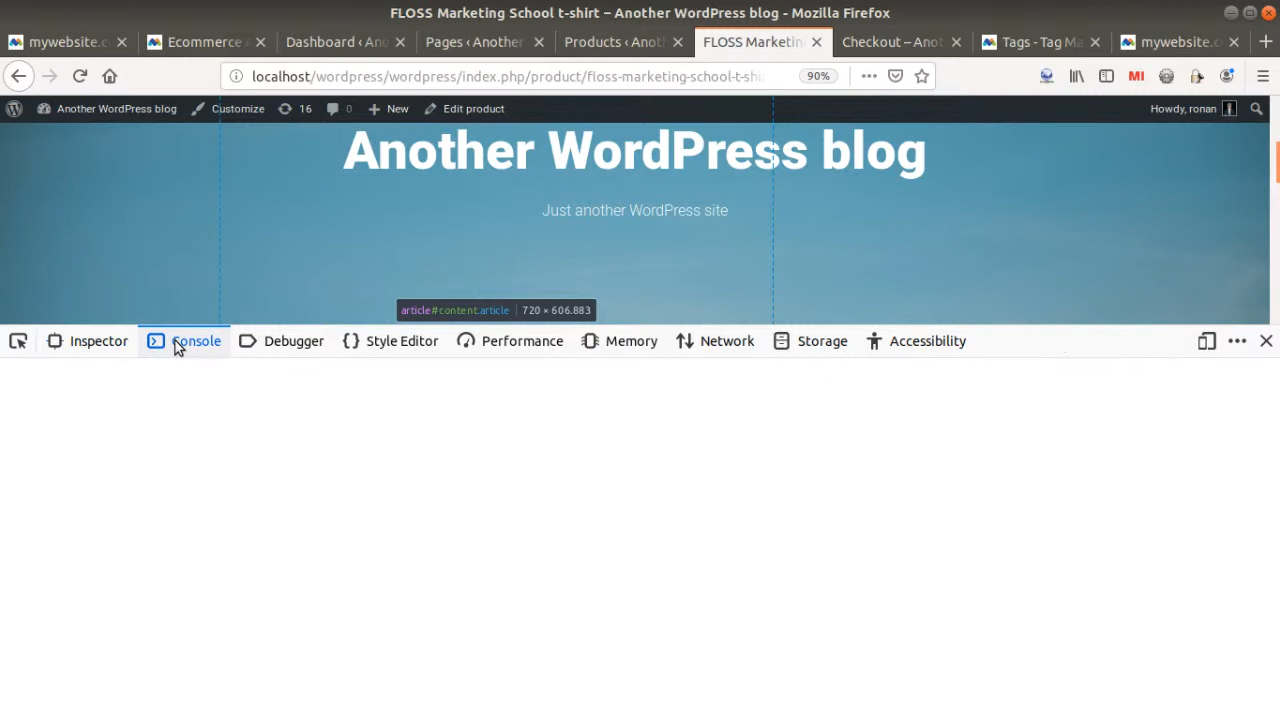 FLOSS Marketing School t-shirt – Another WordPress blog - Mozilla Firefox
mywebsite.c
Ecommerce
Dashboard ‹ Ano
Pages ‹ Another
Products ‹ Anot
FLOSS Marketin
Checkout – Anot
Tags - Tag Ma
mywebsite.c
localhost/wordpress/wordpress/index.php/product/floss-marketing-school-t-shi
90%
MI
Another WordPress blog
Customize
16
0
New
Edit product
Howdy, ronan
Another WordPress blog
Just another WordPress site
article#content.article 720 × 606.883
Inspector
Console
Debugger
Style Editor
Performance
Memory
Network
Storage
Accessibility